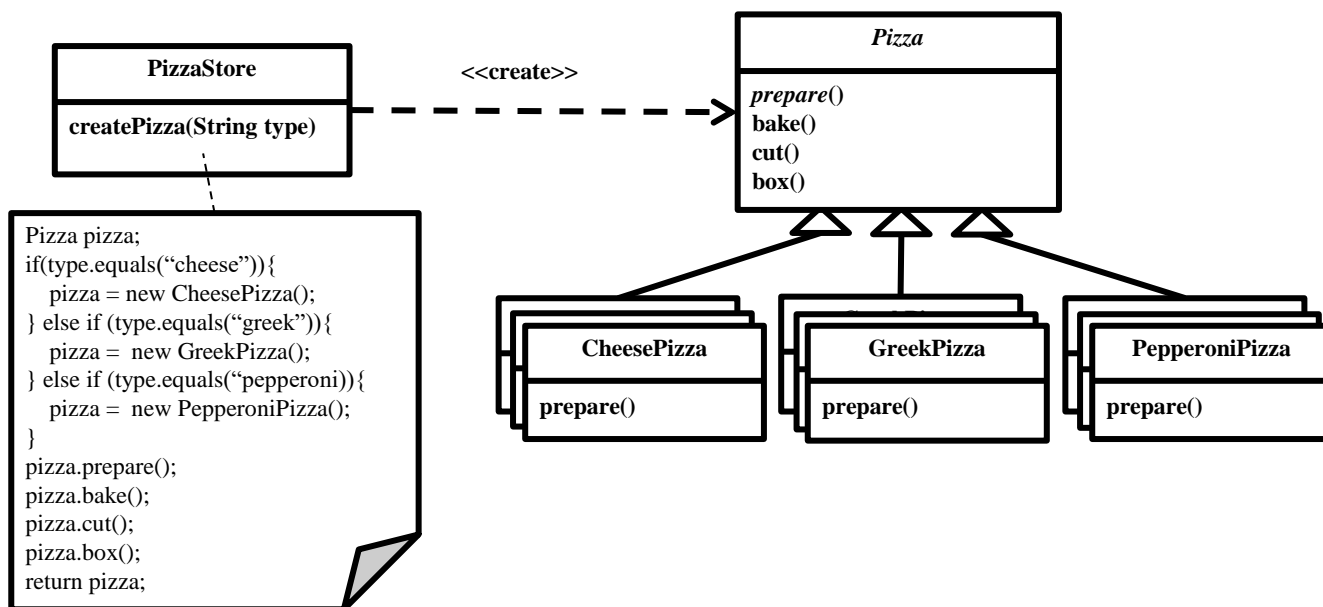 PizzaStore
createPizza(String type)
<<create>>
Pizza
prepare()
bake()
cut()
box()
Pizza pizza;
if(type.equals(“cheese”)){
pizza = new CheesePizza();
} else if (type.equals(“greek”)){
pizza =  new GreekPizza();
} else if (type.equals(“pepperoni)){
pizza =  new PepperoniPizza();
}
pizza.prepare();
pizza.bake();
pizza.cut();
pizza.box();
return pizza;
CheesePizza
prepare()
GreekPizza
prepare()
PepperoniPizza
prepare()